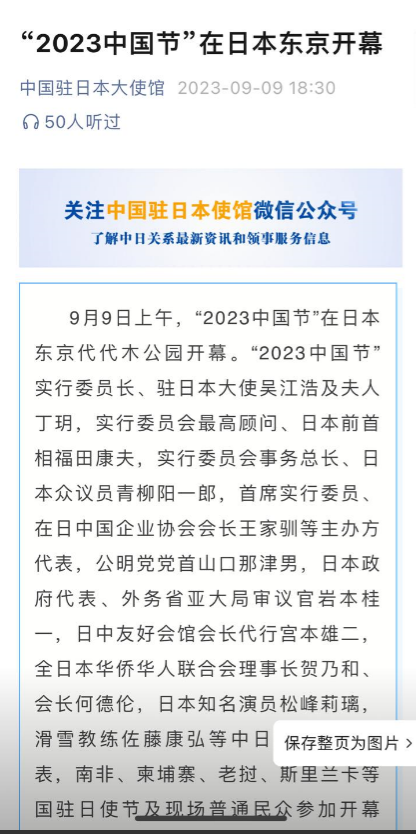 “2023中国节”在日本东京开幕
中国驻日本大使馆 2023-09-09 18:30
50人听过
关注中国驻日本使馆微信公众号
了解中日关系最新资讯和领事服务信息
9月9日上午，“2023中国节”在日本
东京代代木公园开幕。“2023中国节”
实行委员长、驻日本大使吴江浩及夫人
丁玥，实行委员会最高顾问、日本前首
相福田康夫，实行委员会事务总长、日
本众议员青柳阳一郎，首席实行委员、
在日中国企业协会会长王家驯等主办方
代表，公明党党首山口那津男，日本政
府代表、外务省亚大局审议官岩本桂
一，日中友好会馆会长代行宫本雄二，
全日本华侨华人联合会理事长贺乃和、
会长何德伦，日本知名演员松峰莉璃，
滑雪教练佐藤康弘等中日
保存整页为图片
表，南非、柬埔寨、老挝、斯里兰卡等
国驻日使节及现场普通民众参加开幕